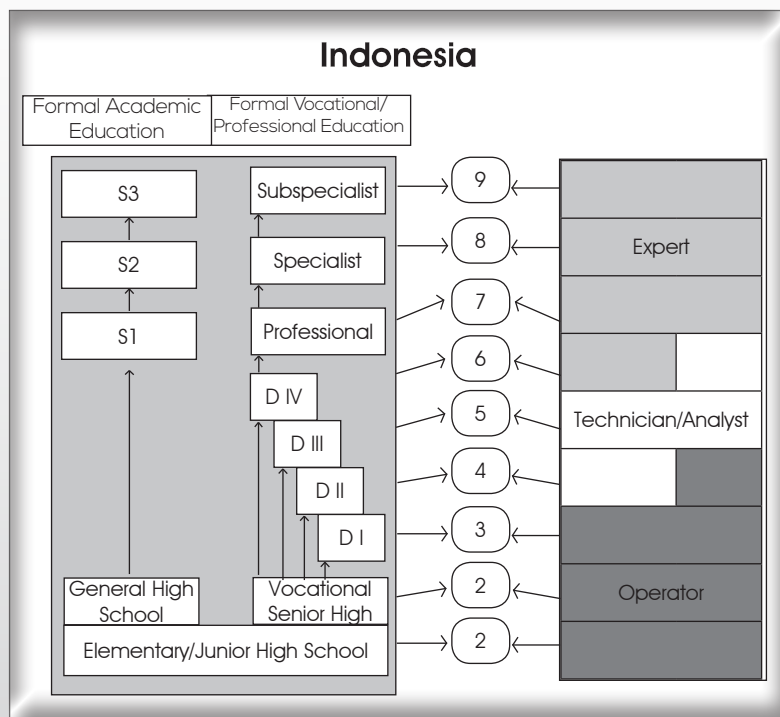 Indonesia
Formal Academic
Education
Formal Vocational/
Professional Education
S3
Subspecialist
9
S2
Specialist
8
Expert
S1
Professional
7
D IV
6
D III
5
Technician/Analyst
D II
4
D I
3
General High
School
Vocational
Senior High
2
Operator
Elementary/Junior High School
2